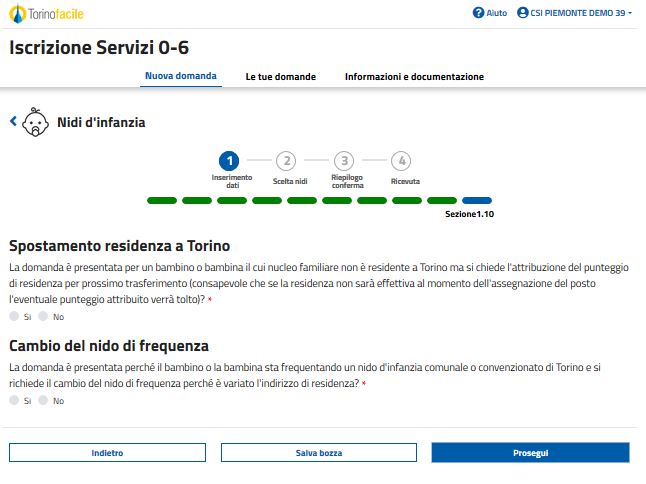 Torinofacile
Aiuto CSI PIEMONTE DEMO 39
Iscrizione Servizi 0-6
Nuova domanda Le tue domande Informazioni e documentazione
Nidi d'infanzia
1 2 3 4
Inserimento dati Scelta nidi Riepilogo conferma Ricevuta
Sezione1.10
Spostamento residenza a Torino
La domanda è presentata per un bambino o bambina il cui nucleo familiare non è residente a Torino ma si chiede l'attribuzione del punteggio
di residenza per prossimo trasferimento (consapevole che se la residenza non sarà effettiva al momento dell'assegnazione del posto
l'eventuale punteggio attribuito verrà tolto)? *
Si No
Cambio del nido di frequenza
La domanda è presentata perché il bambino o la bambina sta frequentando un nido d'infanzia comunale o convenzionato di Torino e si
richiede il cambio del nido di frequenza perché è variato l'indirizzo di residenza? *
Si No
Indietro Salva bozza Prosegui